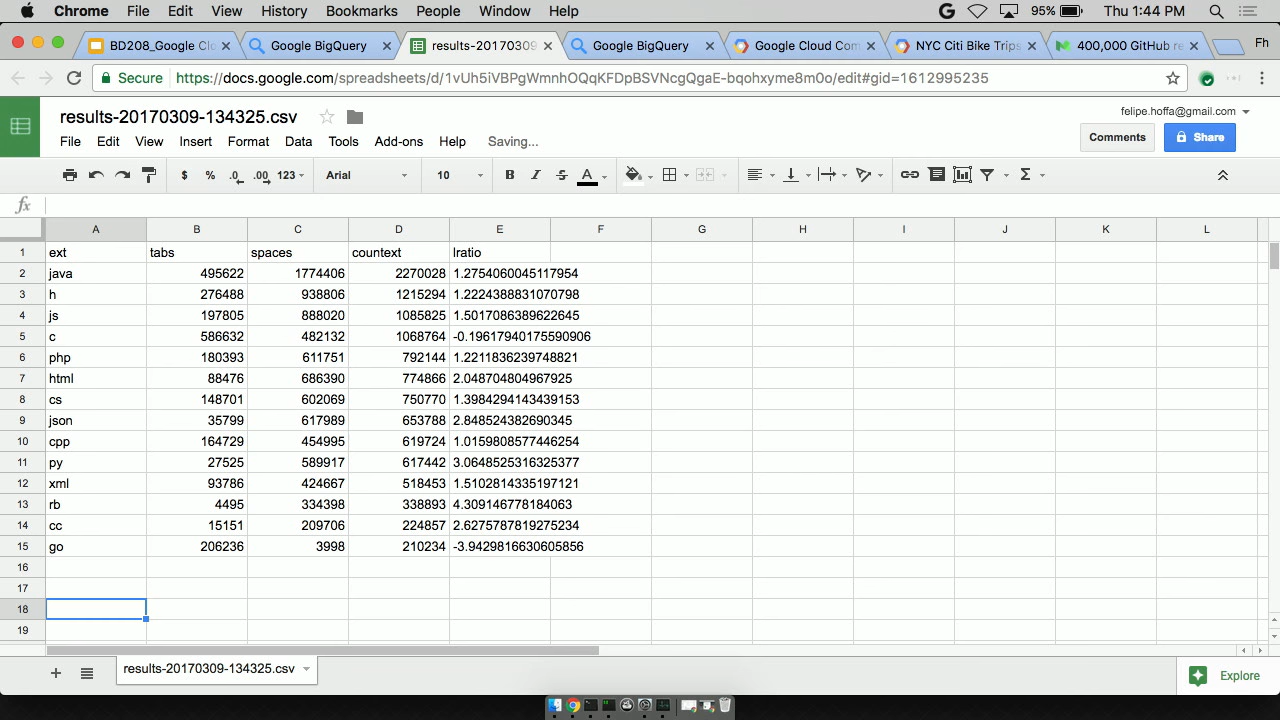 Chrome File Edit View History Bookmarks People Window Help 95% Thu 1:44 PM
BD208_Google Clo Google BigQuery results-20170309 Google BigQuery Google Cloud Com NYC Citi Bike Trips 400,000 GitHub re Fh
Secure https://docs.google.com/spreadsheets/d/1vUh5iVBPgWmnhOQqKFDpBSVNcgQgaE-bqohxyme8n0o/edit#gid=1612995235
results-20170309-134325.csv felipe.hoffa@gmail.com
File Edit View Insert Format Data Tools Add-ons Help Saving... Comments Share
$ % .0 .00 123 Arial 10 B I S A Σ
fx
A B C D E F G H I J K L
1 ext tabs spaces countext lratio
2 java 495622 1774406 2270028 1.2754060045117954
3 h 276488 938806 1215294 1.2224388831070798
4 js 197805 888020 1085825 1.5017086389622645
5 c 586632 482132 1068764 -0.19617940175590906
6 php 180393 611751 792144 1.2211836239748821
7 html 88476 686390 774866 2.048704804967925
8 cs 148701 602069 750770 1.3984294143439153
9 json 35799 617989 653788 2.848524382690345
10 cpp 164729 454995 619724 1.0159808577446254
11 py 27525 589917 617442 3.0648525316325377
12 xml 93786 424667 518453 1.5102814335197121
13 rb 4495 334398 338893 4.309146778184063
14 cc 15151 209706 224857 2.6275787819275234
15 go 206236 3998 210234 -3.9429816630605856
16
17
18
19
results-20170309-134325.csv Explore